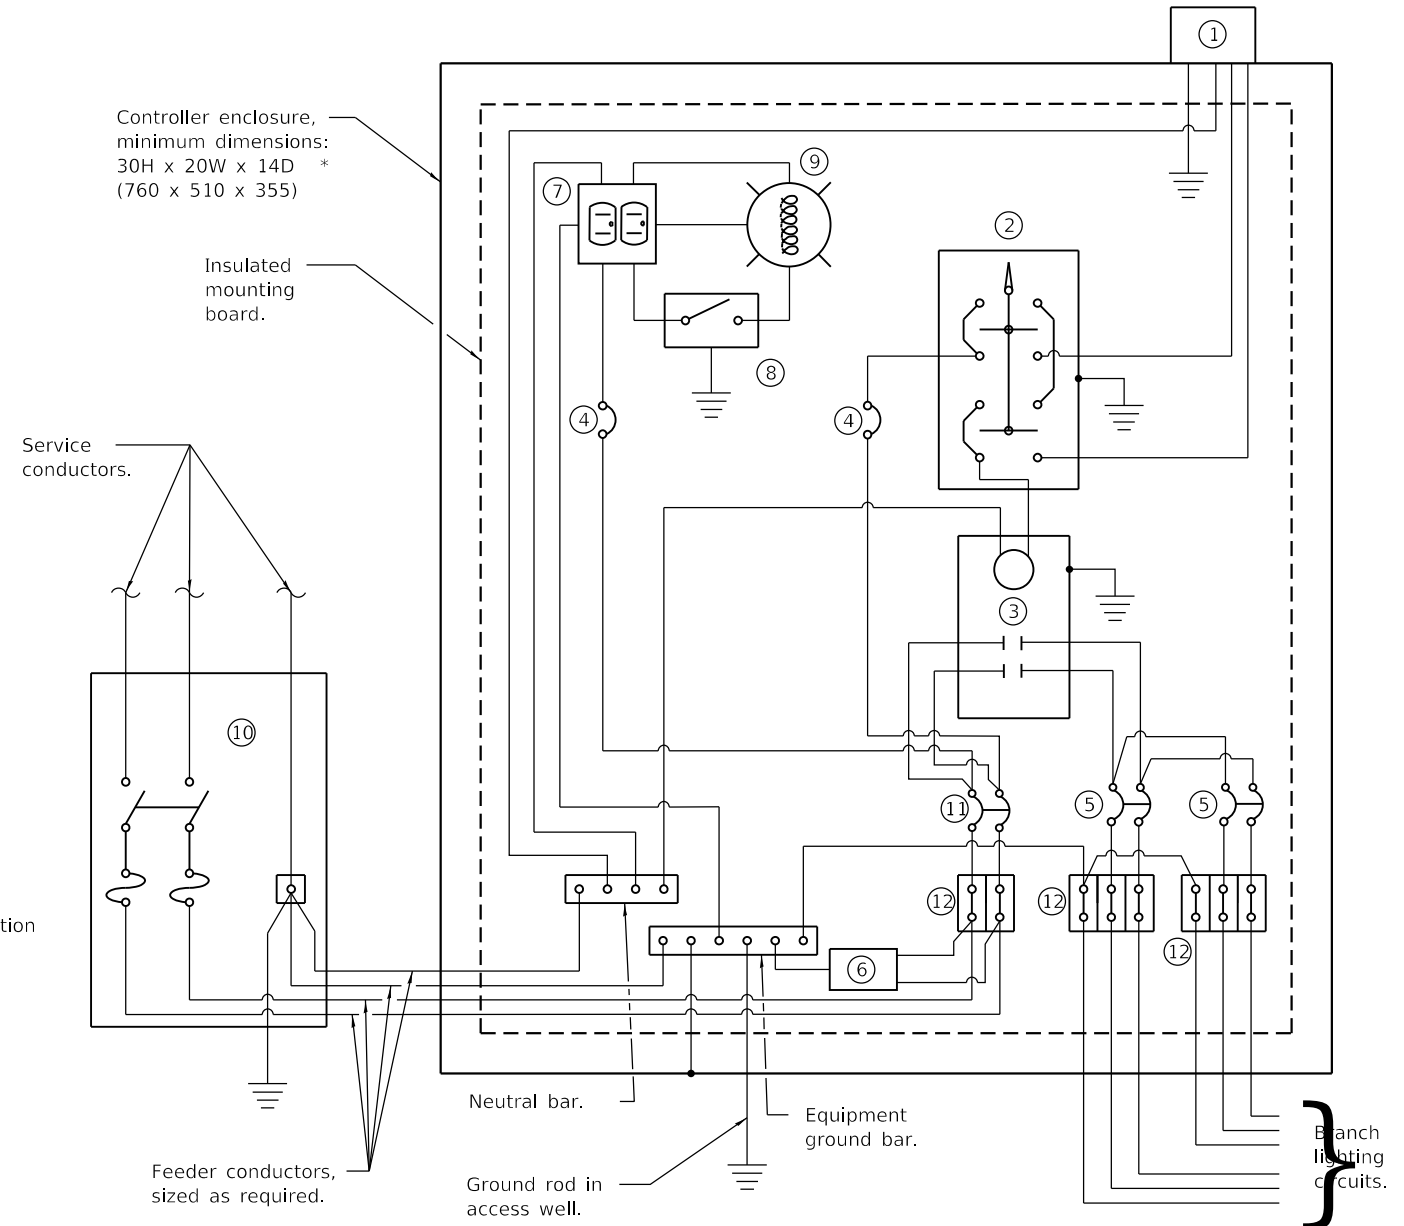 1
Controller enclosure,
minimum dimensions:
30H x 20W x 14D *
(760 x 510 x 355)
9
7
2
Insulated
mounting
board.
8
4
4
Service
conductors.
3
10
11
5
5
12
12
tion
12
6
Neutral bar.
Equipment
ground bar.
Branch
lighting
circuits.
Feeder conductors,
sized as required.
Ground rod in
access well.